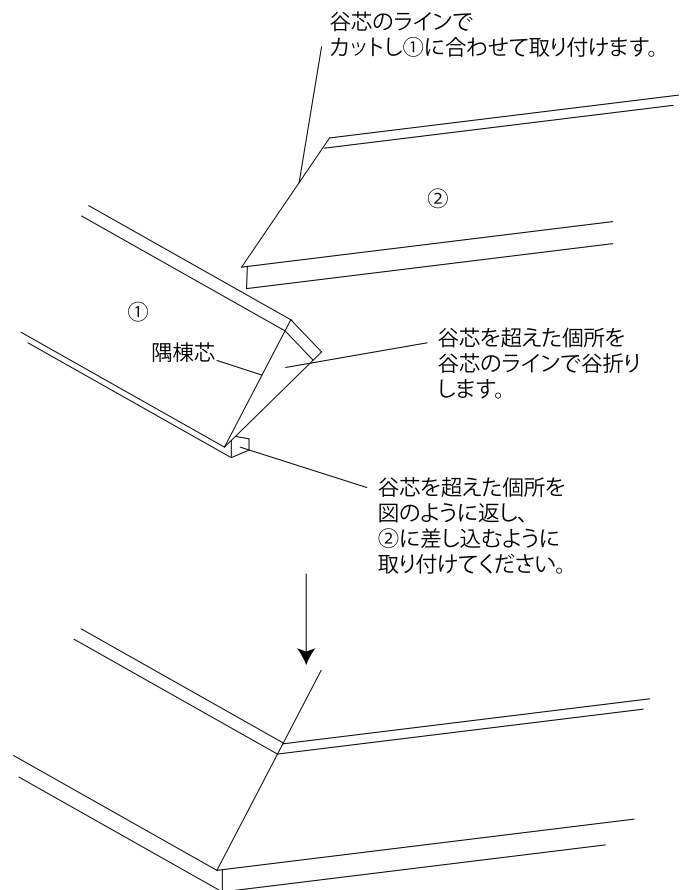 谷芯のラインで
カットし①に合わせて取り付けます。
②
①
隅棟芯
谷芯を超えた個所を
谷芯のラインで谷折り
します。
谷芯を超えた個所を
図のように返し、
②に差し込むように
取り付けてください。